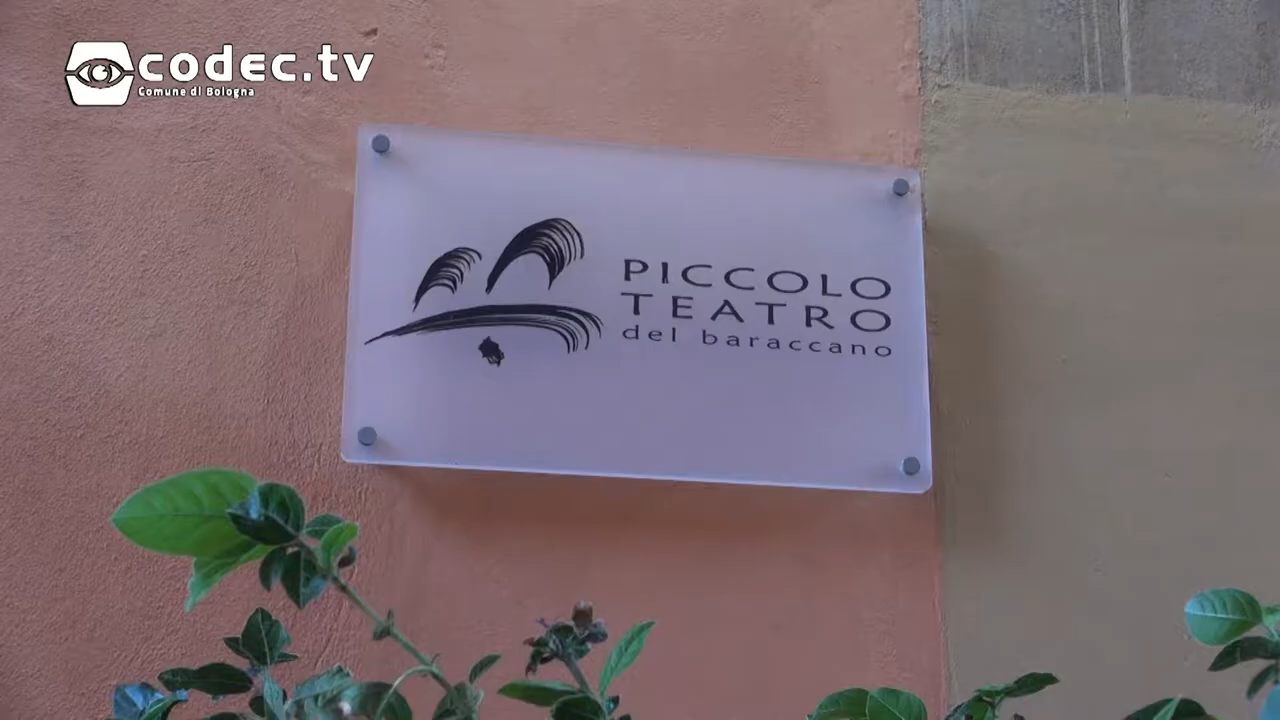 codec.tv
Comune di Bologna
PICCOLO
TEATRO
del baraccano